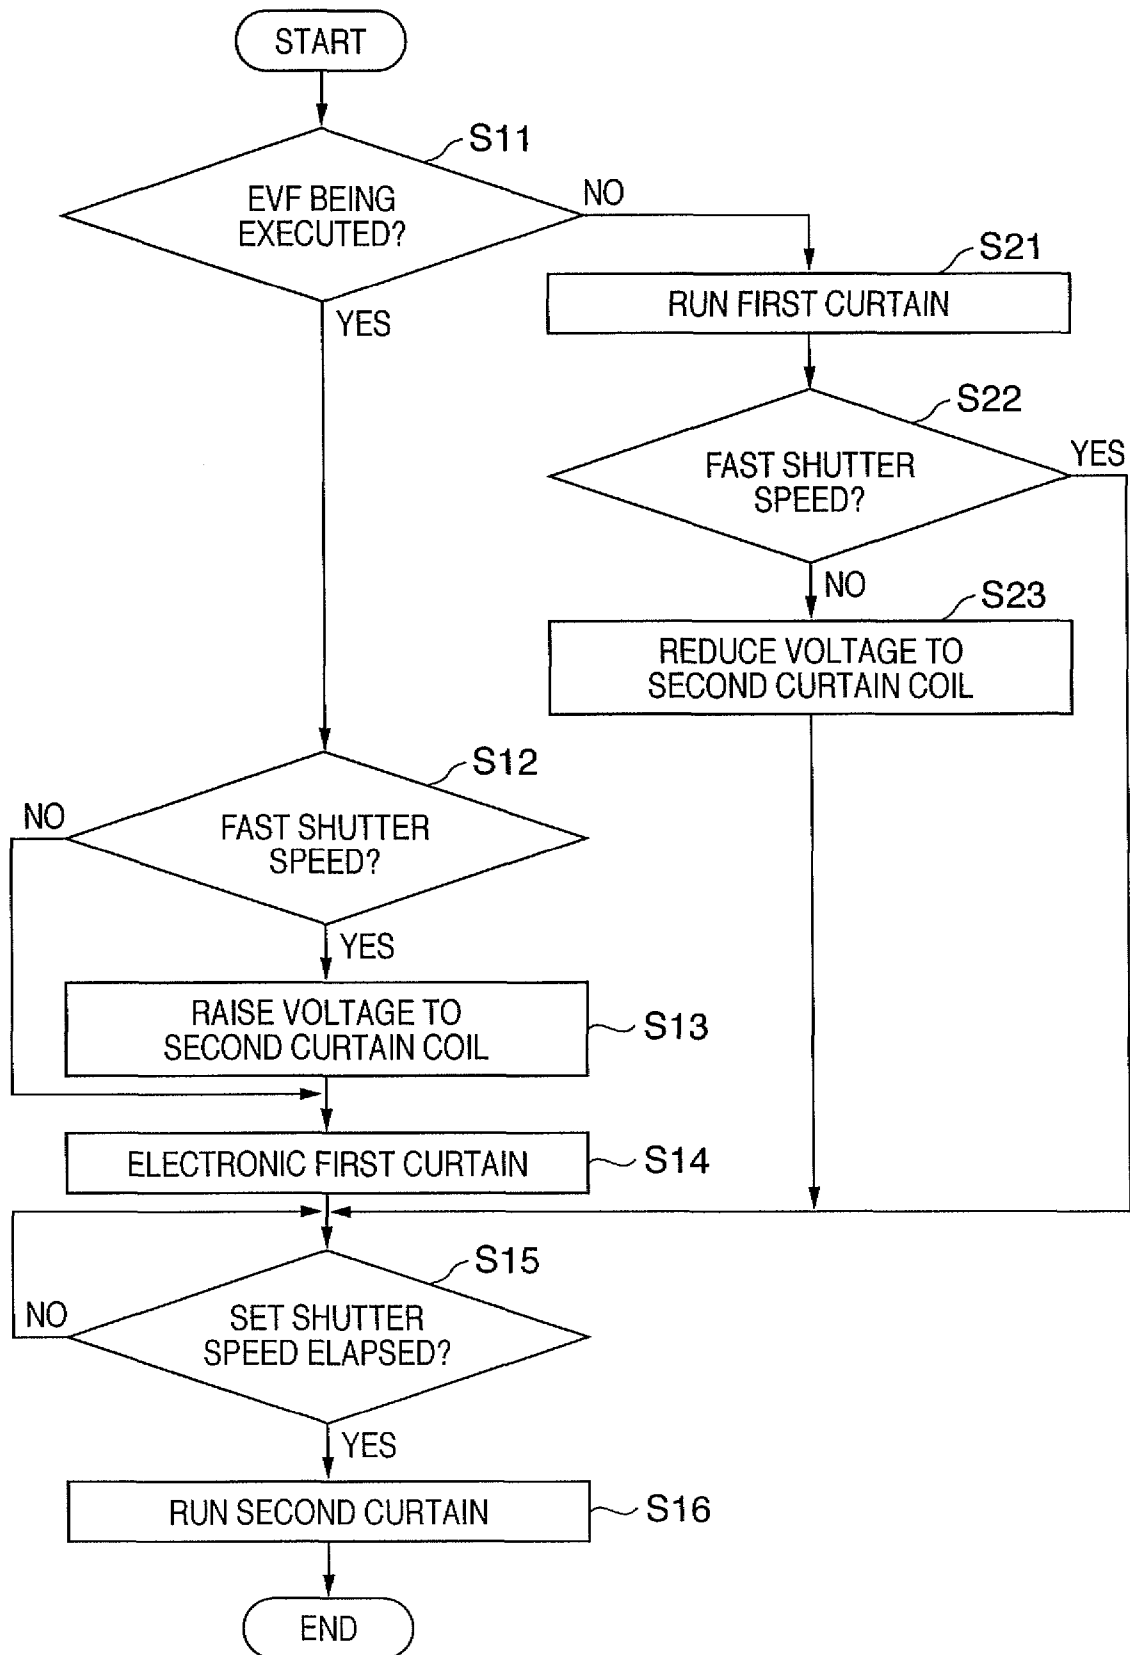 START
S11
EVF BEING
EXECUTED?
NO
YES
S21
RUN FIRST CURTAIN
S22
FAST SHUTTER
SPEED?
YES
NO
S23
REDUCE VOLTAGE TO
SECOND CURTAIN COIL
S12
FAST SHUTTER
SPEED?
NO
YES
RAISE VOLTAGE TO
SECOND CURTAIN COIL
S13
ELECTRONIC FIRST CURTAIN
S14
S15
SET SHUTTER
SPEED ELAPSED?
NO
YES
RUN SECOND CURTAIN
S16
END